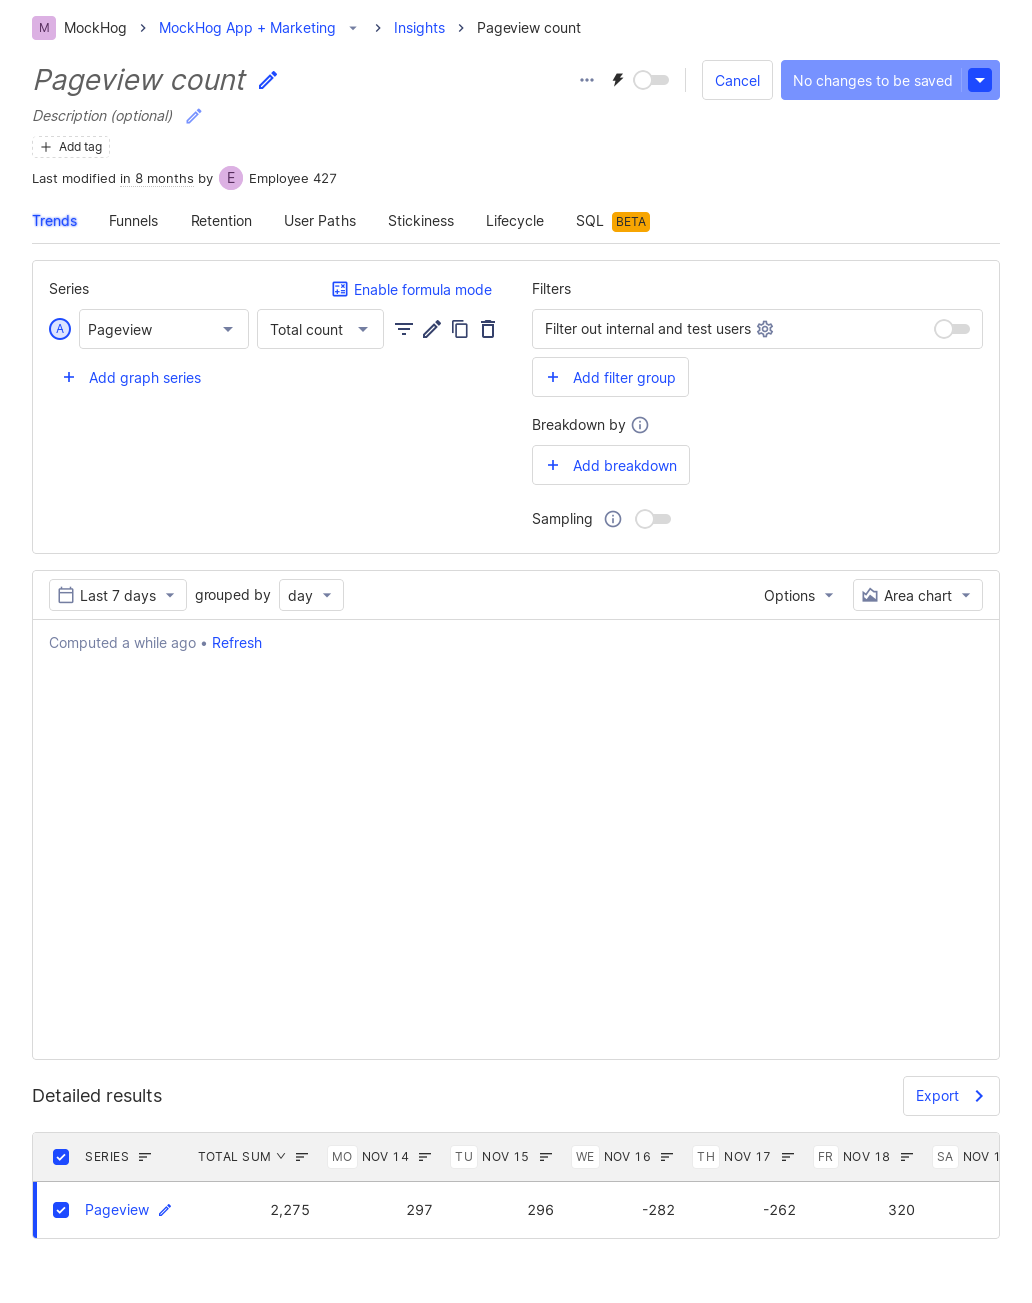 M MockHog MockHog App + Marketing Insights Pageview count
Pageview count
Cancel No changes to be saved
Description (optional)
Add tag
Last modified in 8 months by E Employee 427
Trends Funnels Retention User Paths Stickiness Lifecycle SQL BETA
Series Enable formula mode
A Pageview Total count
Add graph series
Filters
Filter out internal and test users
Add filter group
Breakdown by
Add breakdown
Sampling
Last 7 days grouped by day Options Area chart
Computed a while ago • Refresh
Detailed results Export
SERIES TOTAL SUM MO NOV 14 TU NOV 15 WE NOV 16 TH NOV 17 FR NOV 18 SA NOV 1
Pageview 2,275 297 296 -282 -262 320